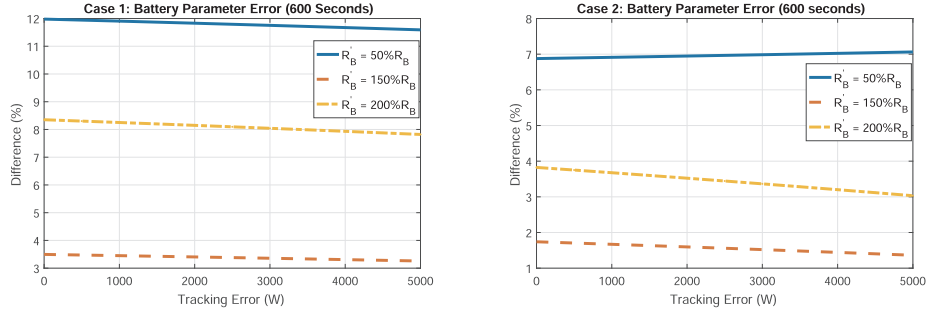 Case 1: Battery Parameter Error (600 Seconds)
12
11
10
9
8
7
6
5
4
3
Difference (%)
R'B = 50%RB
R'B = 150%RB
R'B = 200%RB
0 1000 2000 3000 4000 5000
Tracking Error (W)
Case 2: Battery Parameter Error (600 seconds)
8
7
6
5
4
3
2
1
Difference (%)
R'B = 50%RB
R'B = 150%RB
R'B = 200%RB
0 1000 2000 3000 4000 5000
Tracking Error (W)